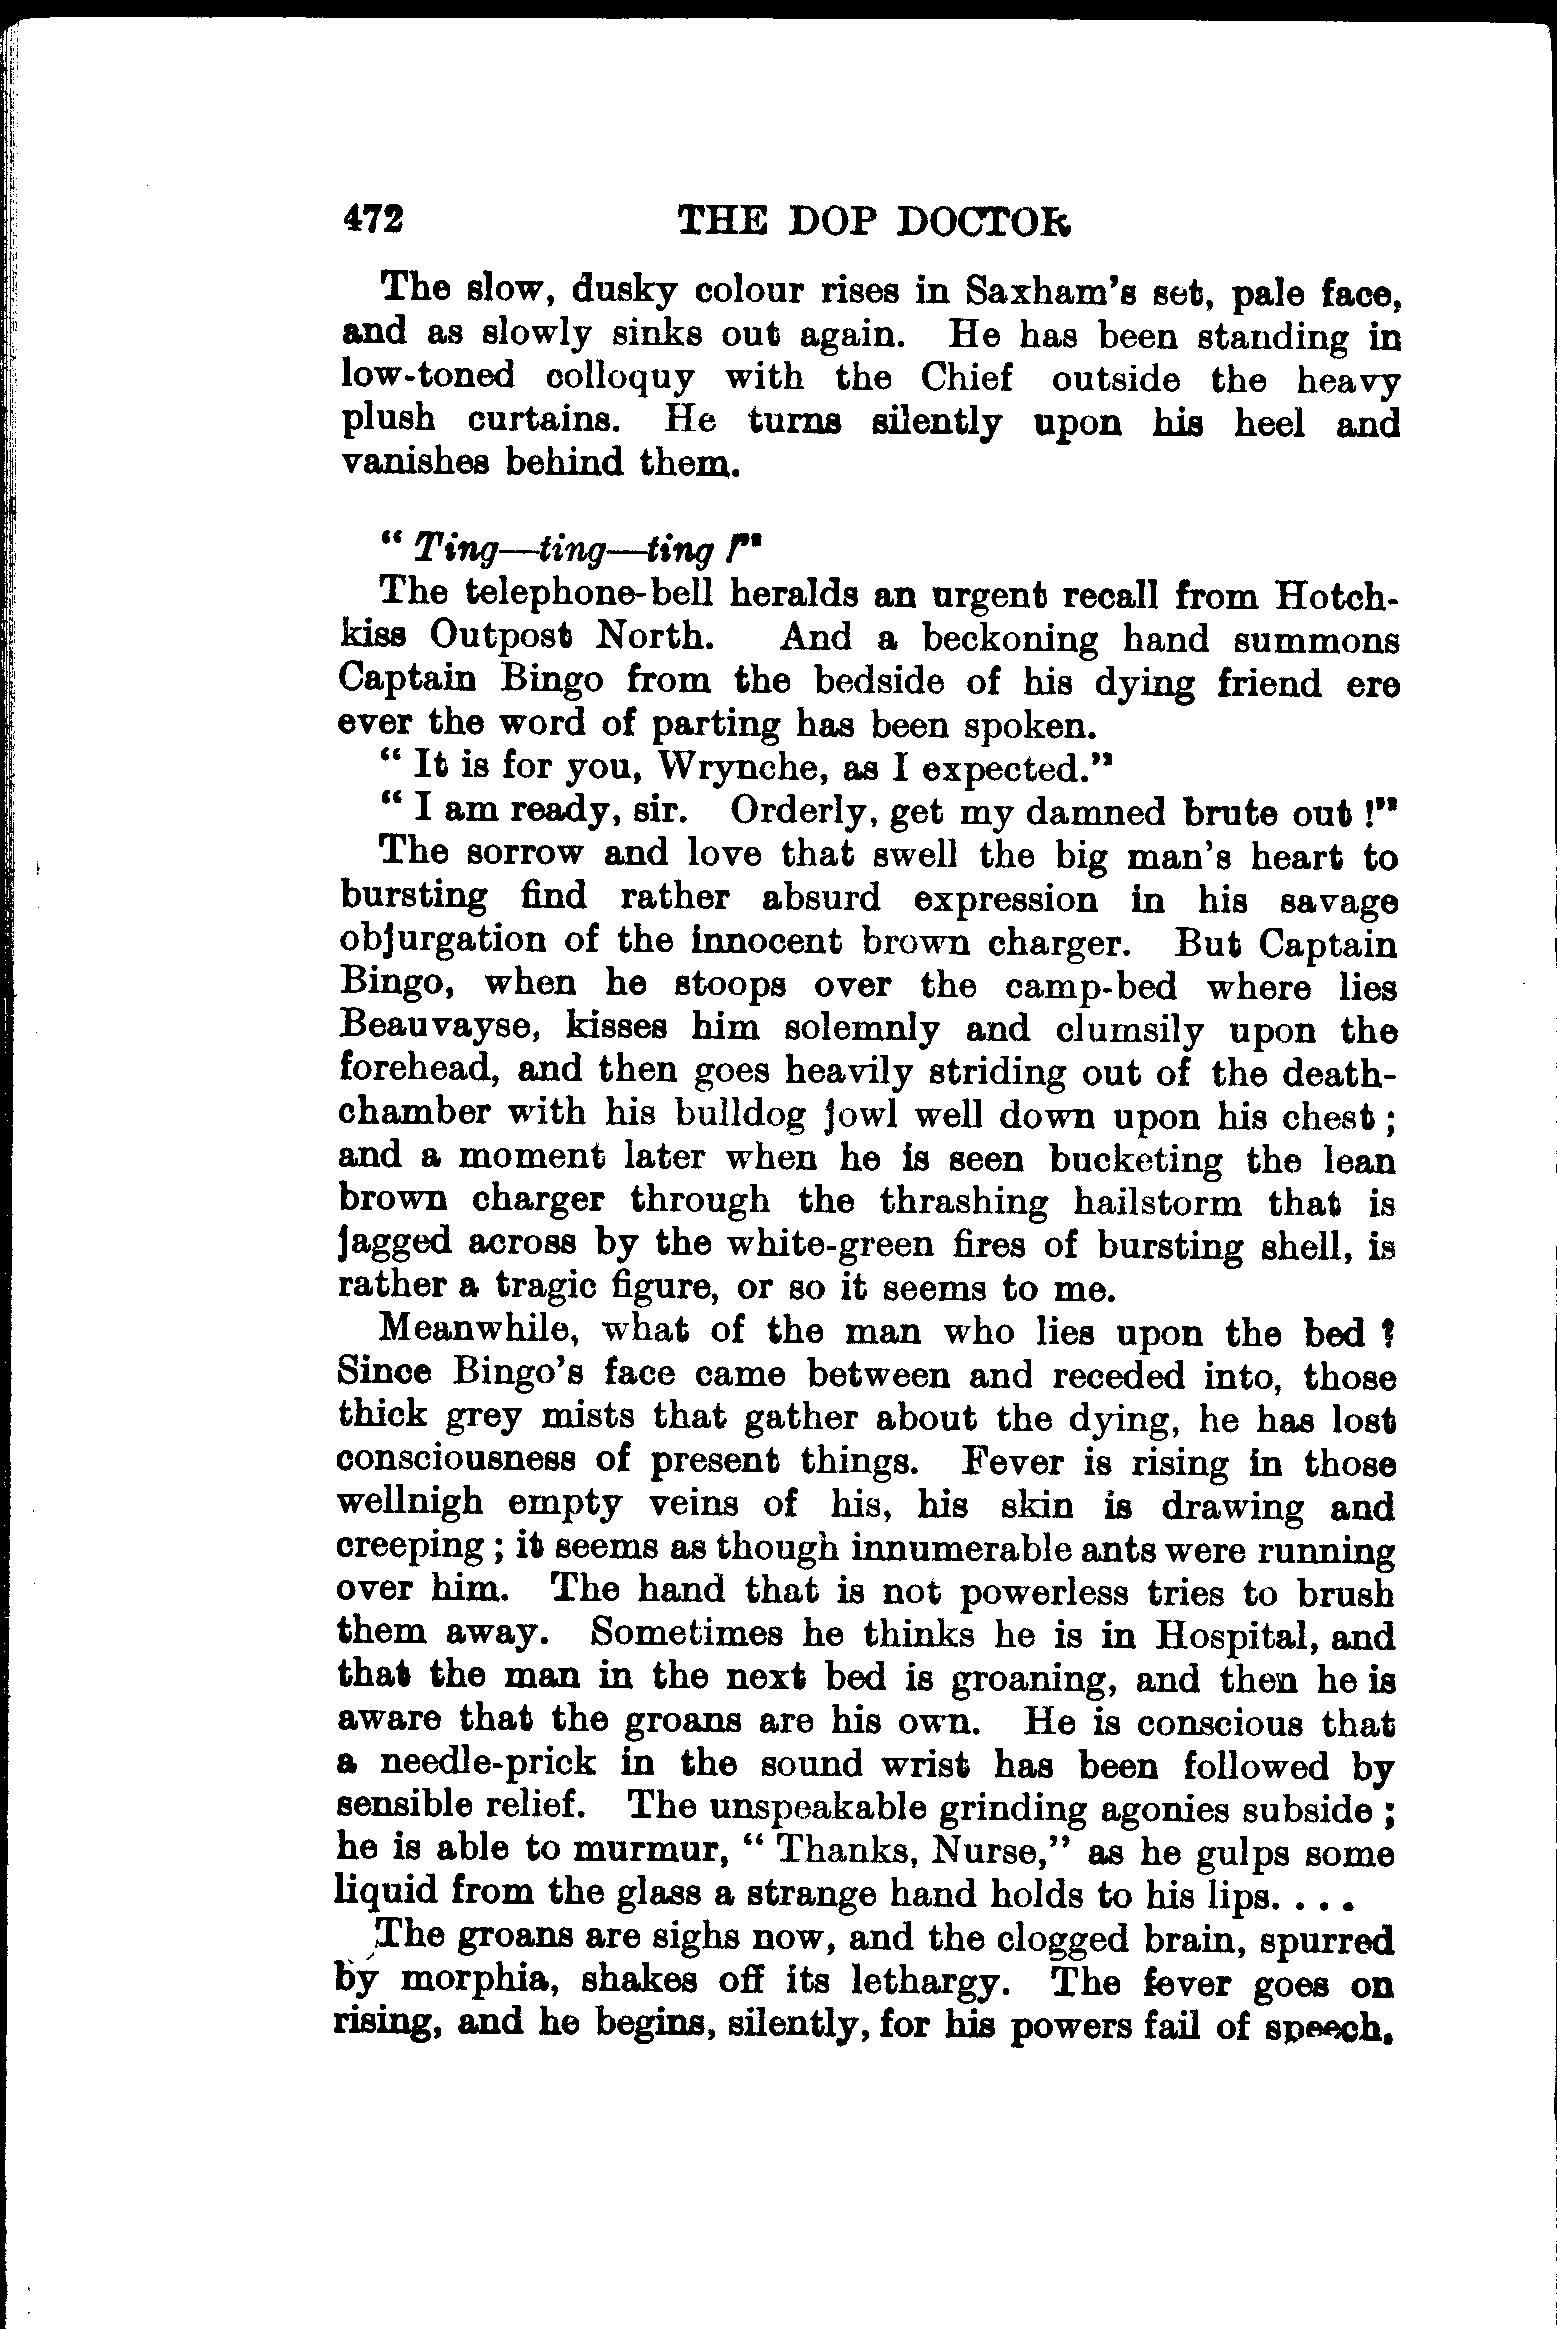 472 THE DOP DOCTOR
The slow, dusky colour rises in Saxham's set, pale face,
and as slowly sinks out again. He has been standing in
low-toned colloquy with the Chief outside the heavy
plush curtains. He turns silently upon his heel and
vanishes behind them.
“ Ting—ting—ting !”
The telephone-bell heralds an urgent recall from Hotch-
kiss Outpost North. And a beckoning hand summons
Captain Bingo from the bedside of his dying friend ere
ever the word of parting has been spoken.
“ It is for you, Wrynche, as I expected.”
“ I am ready, sir. Orderly, get my damned brute out !”
The sorrow and love that swell the big man's heart to
bursting find rather absurd expression in his savage
objurgation of the innocent brown charger. But Captain
Bingo, when he stoops over the camp-bed where lies
Beauvayse, kisses him solemnly and clumsily upon the
forehead, and then goes heavily striding out of the death-
chamber with his bulldog jowl well down upon his chest ;
and a moment later when he is seen bucketing the lean
brown charger through the thrashing hailstorm that is
jagged across by the white-green fires of bursting shell, is
rather a tragic figure, or so it seems to me.
Meanwhile, what of the man who lies upon the bed ?
Since Bingo's face came between and receded into, those
thick grey mists that gather about the dying, he has lost
consciousness of present things. Fever is rising in those
wellnigh empty veins of his, his skin is drawing and
creeping ; it seems as though innumerable ants were running
over him. The hand that is not powerless tries to brush
them away. Sometimes he thinks he is in Hospital, and
that the man in the next bed is groaning, and then he is
aware that the groans are his own. He is conscious that
a needle-prick in the sound wrist has been followed by
sensible relief. The unspeakable grinding agonies subside ;
he is able to murmur, “ Thanks, Nurse,” as he gulps some
liquid from the glass a strange hand holds to his lips. . . .
The groans are sighs now, and the clogged brain, spurred
by morphia, shakes off its lethargy. The fever goes on
rising, and he begins, silently, for his powers fail of speech,